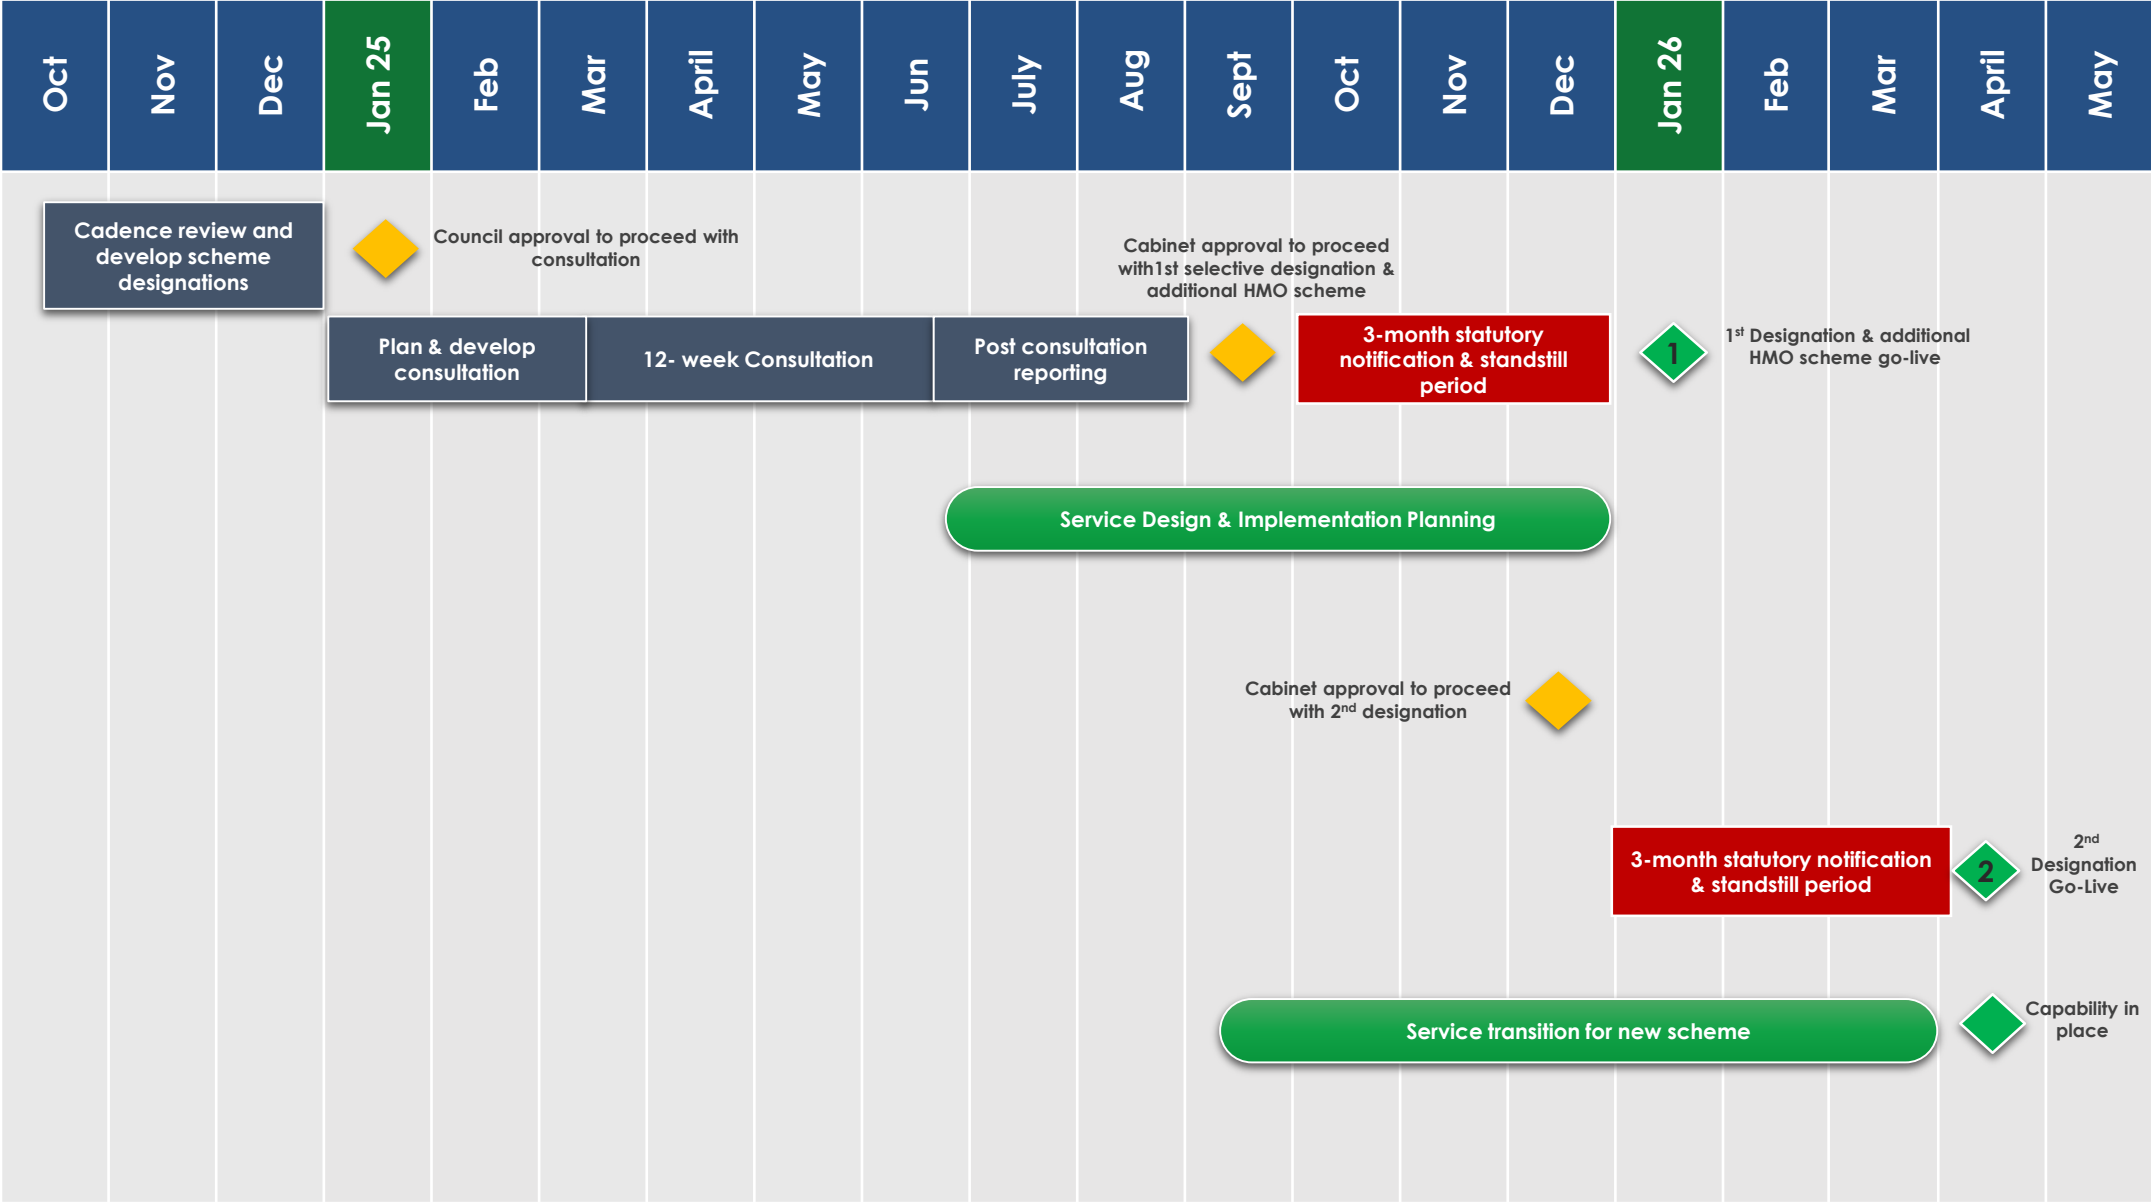 Oct
Nov
Dec
Jan 25
Feb
Mar
April
May
Jun
July
Aug
Sept
Oct
Nov
Dec
Jan 26
Feb
Mar
April
May
Cadence review and
develop scheme
designations
Council approval to proceed with
consultation
Cabinet approval to proceed
with1st selective designation &
additional HMO scheme
Plan & develop
consultation
12- week Consultation
Post consultation
reporting
3-month statutory
notification & standstill
period
1
1st Designation & additional
HMO scheme go-live
Service Design & Implementation Planning
Cabinet approval to proceed
with 2nd designation
3-month statutory notification
& standstill period
2
2nd
Designation
Go-Live
Service transition for new scheme
Capability in
place